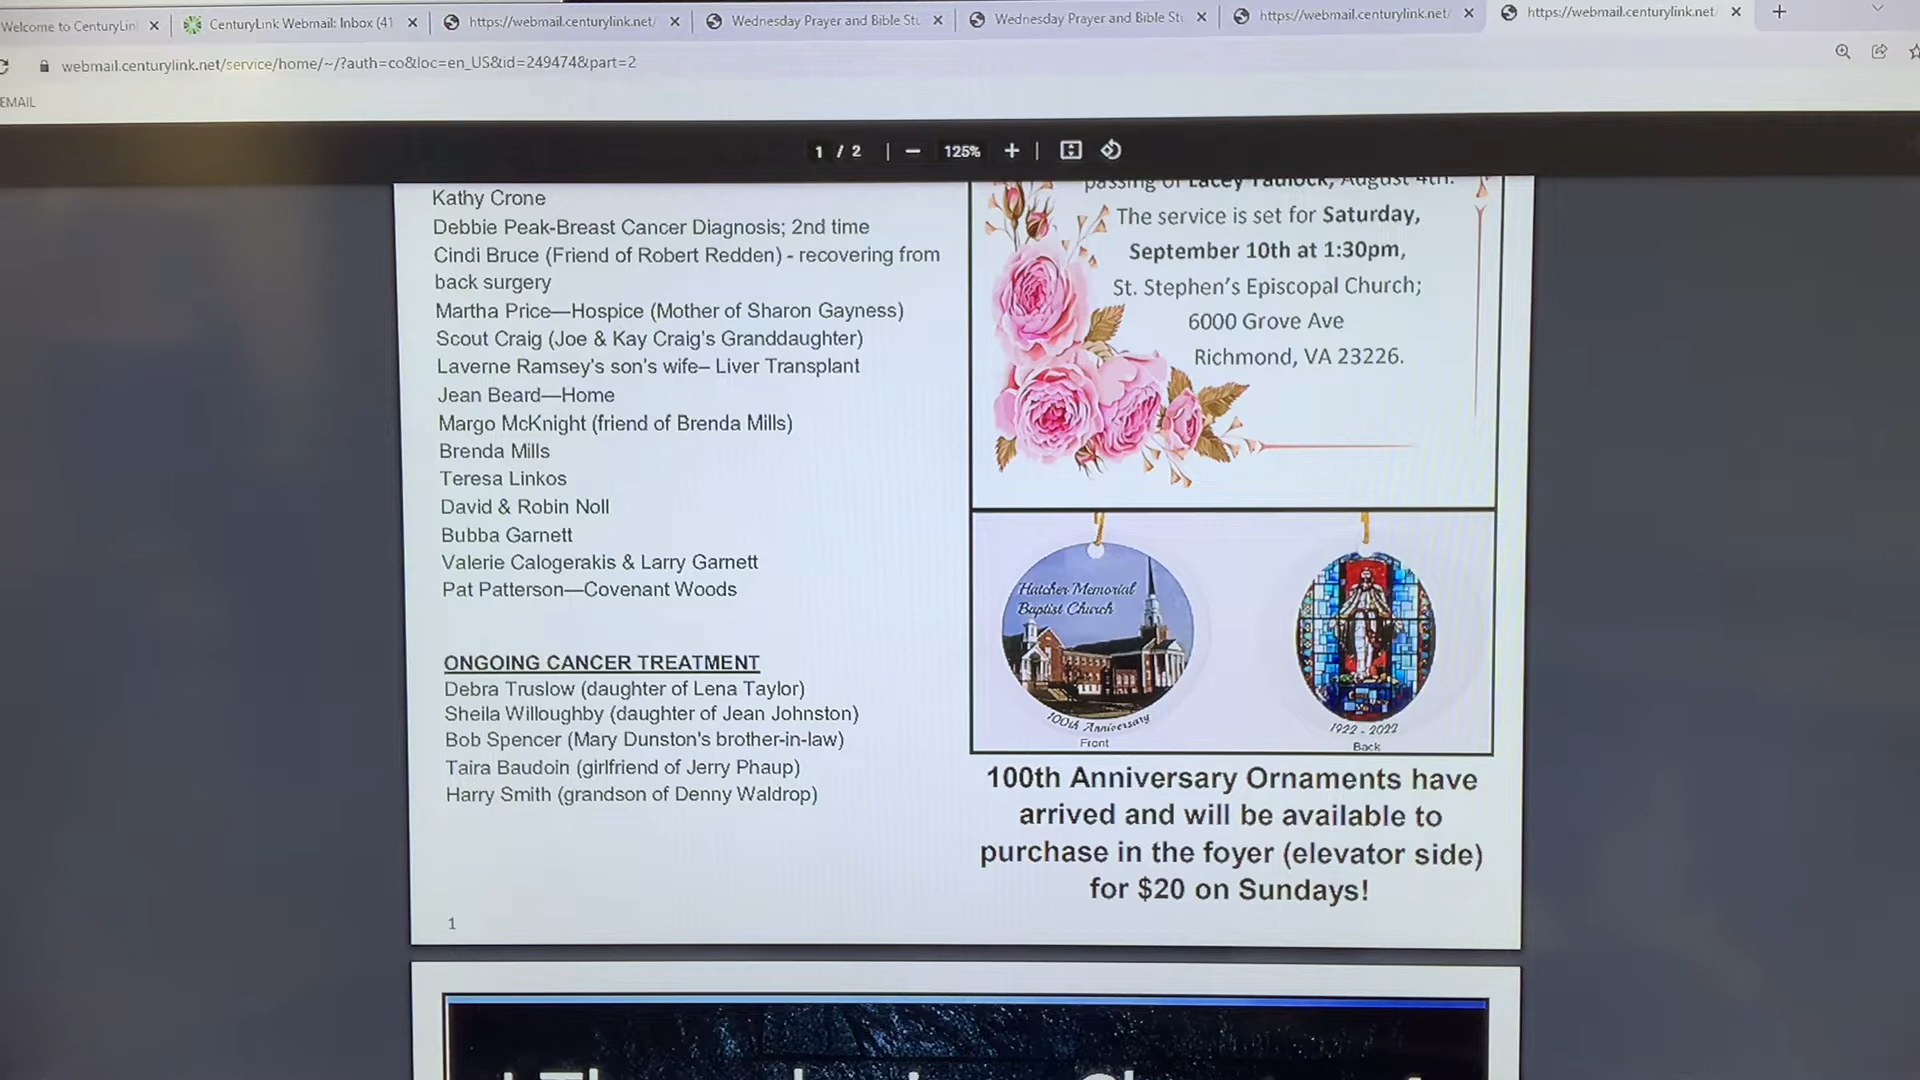 Welcome to CenturyLin
CenturyLink Webmail: Inbox (41
https://webmail.centurylink.net/
Wednesday Prayer and Bible Stu
Wednesday Prayer and Bible Stu
https://webmail.centurylink.net/
https://webmail.centurylink.net
webmail.centurylink.net/service/home/~/?auth=co&loc=en_US&id=249474&part=2
EMAIL
1 / 2 | − 125% + |
Kathy Crone
Debbie Peak-Breast Cancer Diagnosis; 2nd time
Cindi Bruce (Friend of Robert Redden) - recovering from
back surgery
Martha Price—Hospice (Mother of Sharon Gayness)
Scout Craig (Joe & Kay Craig's Granddaughter)
Laverne Ramsey's son's wife– Liver Transplant
Jean Beard—Home
Margo McKnight (friend of Brenda Mills)
Brenda Mills
Teresa Linkos
David & Robin Noll
Bubba Garnett
Valerie Calogerakis & Larry Garnett
Pat Patterson—Covenant Woods
ONGOING CANCER TREATMENT
Debra Truslow (daughter of Lena Taylor)
Sheila Willoughby (daughter of Jean Johnston)
Bob Spencer (Mary Dunston's brother-in-law)
Taira Baudoin (girlfriend of Jerry Phaup)
Harry Smith (grandson of Denny Waldrop)
1
passing of Lacey Tadlock, August 4th.
The service is set for Saturday,
September 10th at 1:30pm,
St. Stephen's Episcopal Church;
6000 Grove Ave
Richmond, VA 23226.
Hatcher Memorial
Baptist Church
100th Anniversary
Front
1922 - 2022
Back
100th Anniversary Ornaments have
arrived and will be available to
purchase in the foyer (elevator side)
for $20 on Sundays!